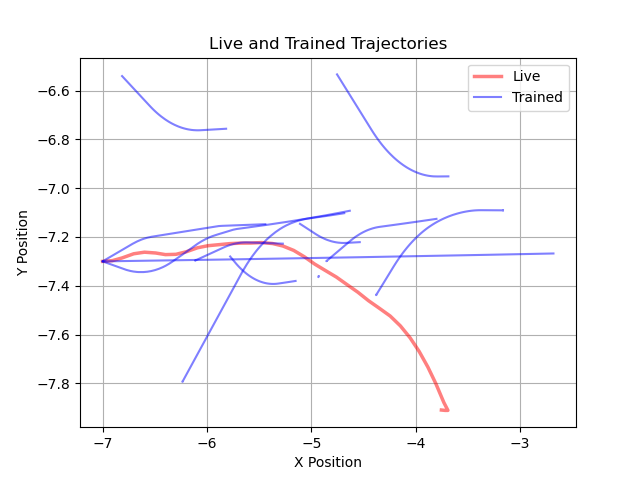 Live and Trained Trajectories
Live
Trained
Y Position
−6.6
−6.8
−7.0
−7.2
−7.4
−7.6
−7.8
−7
−6
−5
−4
−3
X Position